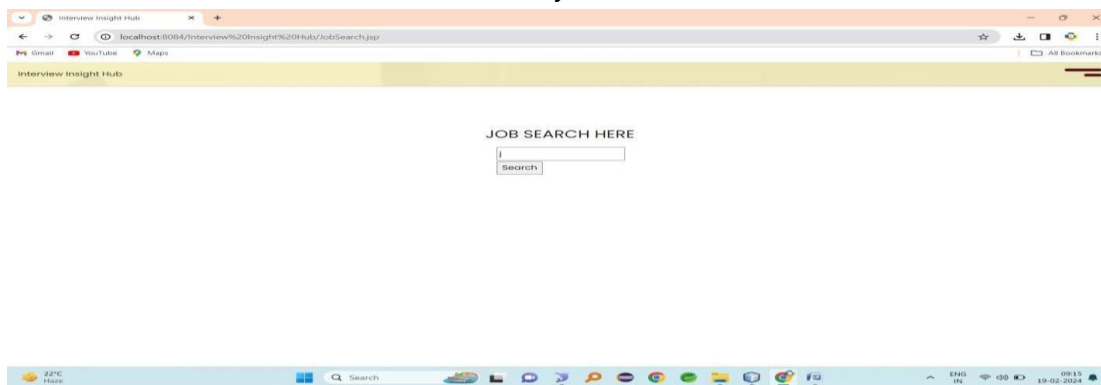 Interview Insight Hub
localhost:8084/Interview%20Insight%20Hub/JobSearch.jsp
Gmail YouTube Maps All Bookmarks
Interview Insight Hub
JOB SEARCH HERE
j
Search
22°C ENG 09:15
Haze Search IN 19-02-2024